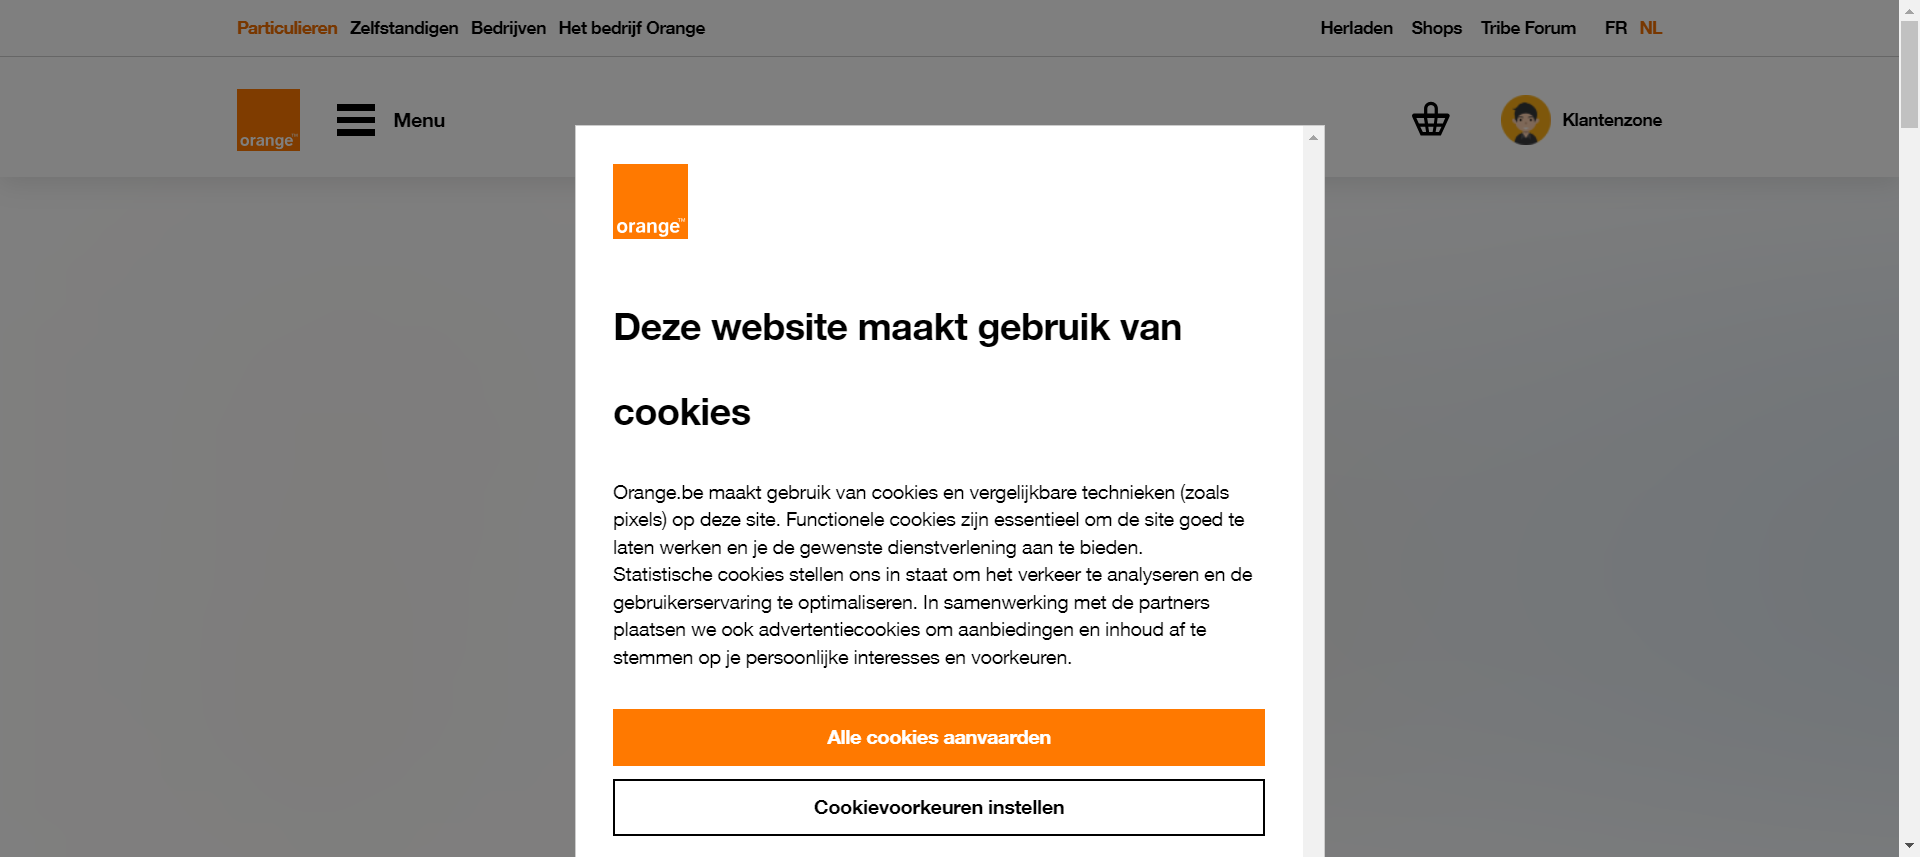 Particulieren Zelfstandigen Bedrijven Het bedrijf Orange Herladen Shops Tribe Forum FR NL
orange™ Menu Klantenzone
orange™
Deze website maakt gebruik van
cookies
Orange.be maakt gebruik van cookies en vergelijkbare technieken (zoals
pixels) op deze site. Functionele cookies zijn essentieel om de site goed te
laten werken en je de gewenste dienstverlening aan te bieden.
Statistische cookies stellen ons in staat om het verkeer te analyseren en de
gebruikerservaring te optimaliseren. In samenwerking met de partners
plaatsen we ook advertentiecookies om aanbiedingen en inhoud af te
stemmen op je persoonlijke interesses en voorkeuren.
Alle cookies aanvaarden
Cookievoorkeuren instellen